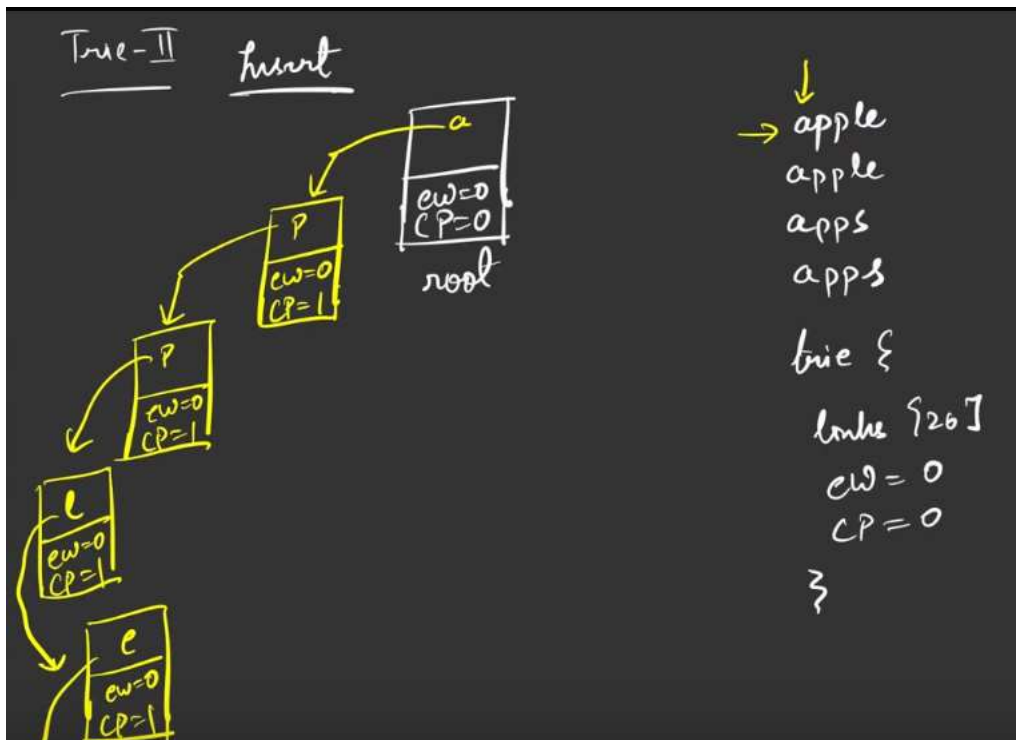 Trie-II Insert
a
ew=0
CP=0
root
P
ew=0
CP=1
P
ew=0
CP=1
l
ew=0
CP=1
e
ew=0
CP=1
→ apple
apple
apps
apps
trie {
links [26]
ew = 0
CP = 0
}